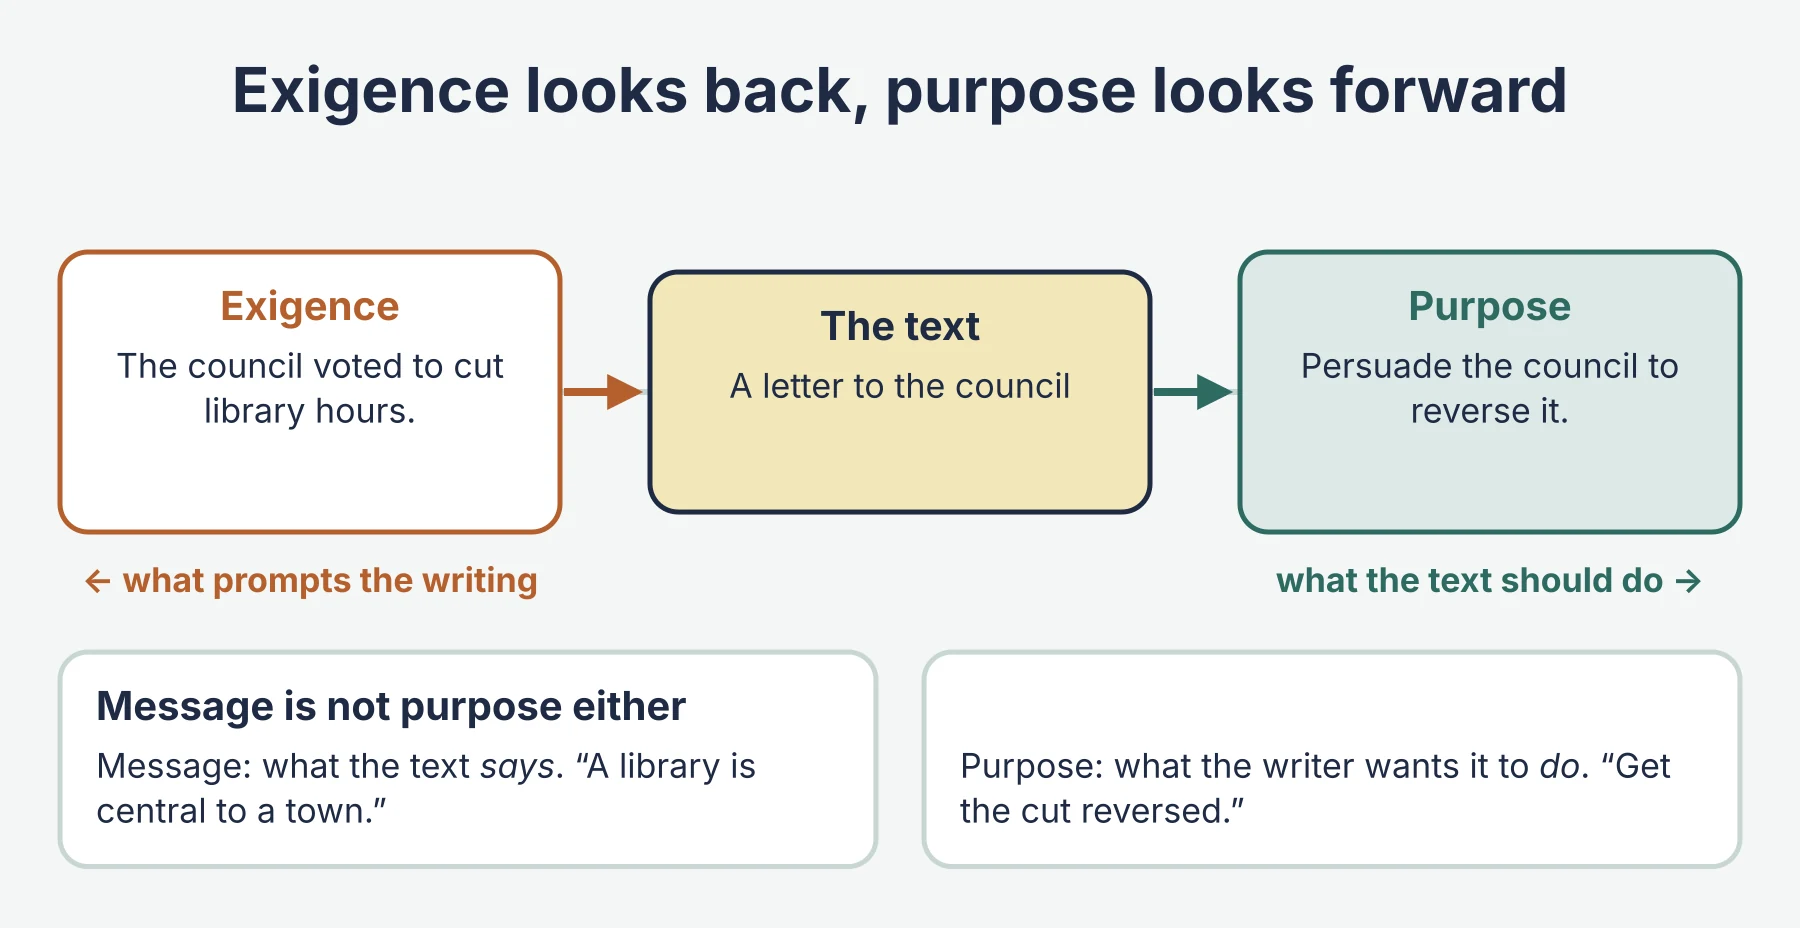 Exigence looks back, purpose looks forward
Exigence
The council voted to cut
library hours.
The text
A letter to the council
Purpose
Persuade the council to
reverse it.
← what prompts the writing
what the text should do →
Message is not purpose either
Message: what the text says. “A library is
central to a town.”
Purpose: what the writer wants it to do. “Get
the cut reversed.”